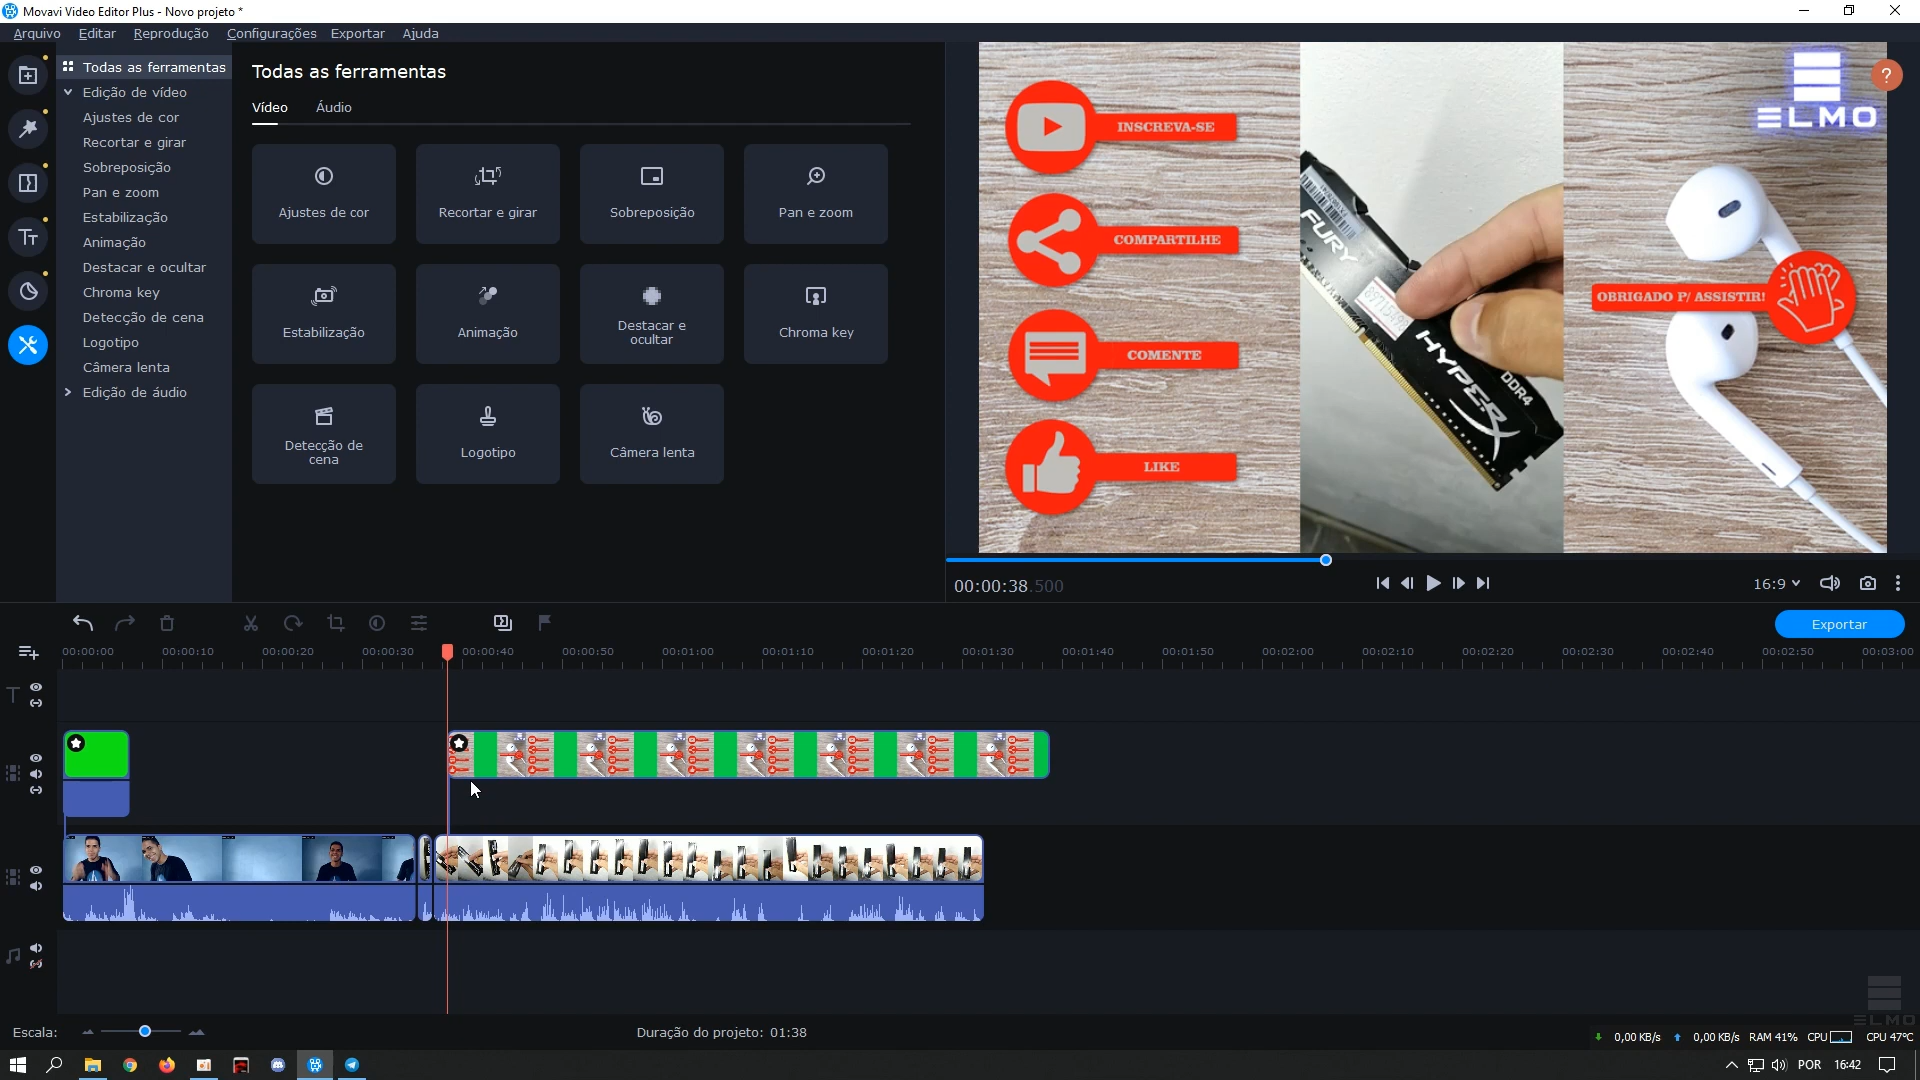 Movavi Video Editor Plus - Novo projeto *
Arquivo Editar Reprodução Configurações Exportar Ajuda
Todas as ferramentas
Edição de vídeo
Ajustes de cor
Recortar e girar
Sobreposição
Pan e zoom
Estabilização
Animação
Destacar e ocultar
Chroma key
Detecção de cena
Logotipo
Câmera lenta
Edição de áudio
Todas as ferramentas
Vídeo Áudio
Ajustes de cor
Recortar e girar
Sobreposição
Pan e zoom
Estabilização
Animação
Destacar e
ocultar
Chroma key
Detecção de
cena
Logotipo
Câmera lenta
INSCREVA-SE
COMPARTILHE
COMENTE
LIKE
FURY
HYPERX
DDR4
ELMO
?
OBRIGADO P/ ASSISTIR!
00:00:38.500
16:9
Exportar
00:00:00 00:00:10 00:00:20 00:00:30 00:00:40 00:00:50 00:01:00 00:01:10 00:01:20 00:01:30 00:01:40 00:01:50 00:02:00 00:02:10 00:02:20 00:02:30 00:02:40 00:02:50 00:03:00
Escala:
Duração do projeto: 01:38
ELMO
0,00 KB/s 0,00 KB/s RAM 41% CPU CPU 47°C
POR 16:42